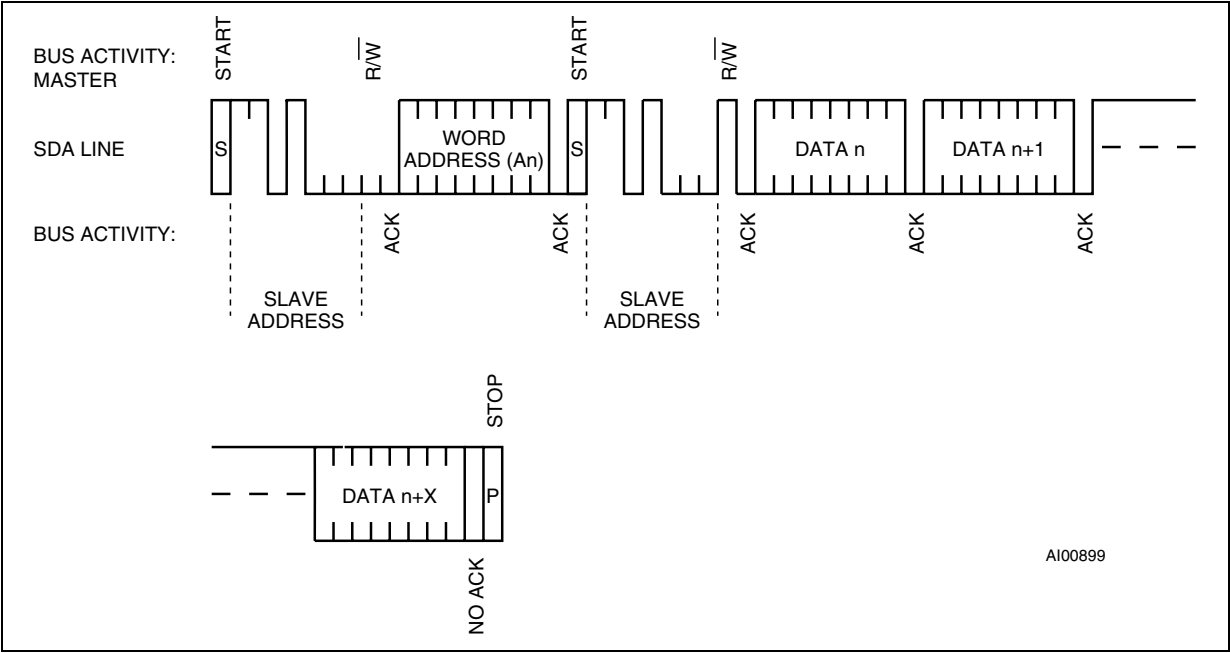 BUS ACTIVITY:
MASTER
START
R/W
START
R/W
SDA LINE
S
WORD
ADDRESS (An)
S
DATA n
DATA n+1
BUS ACTIVITY:
ACK
ACK
ACK
ACK
ACK
SLAVE
ADDRESS
SLAVE
ADDRESS
STOP
DATA n+X
P
NO ACK
AI00899